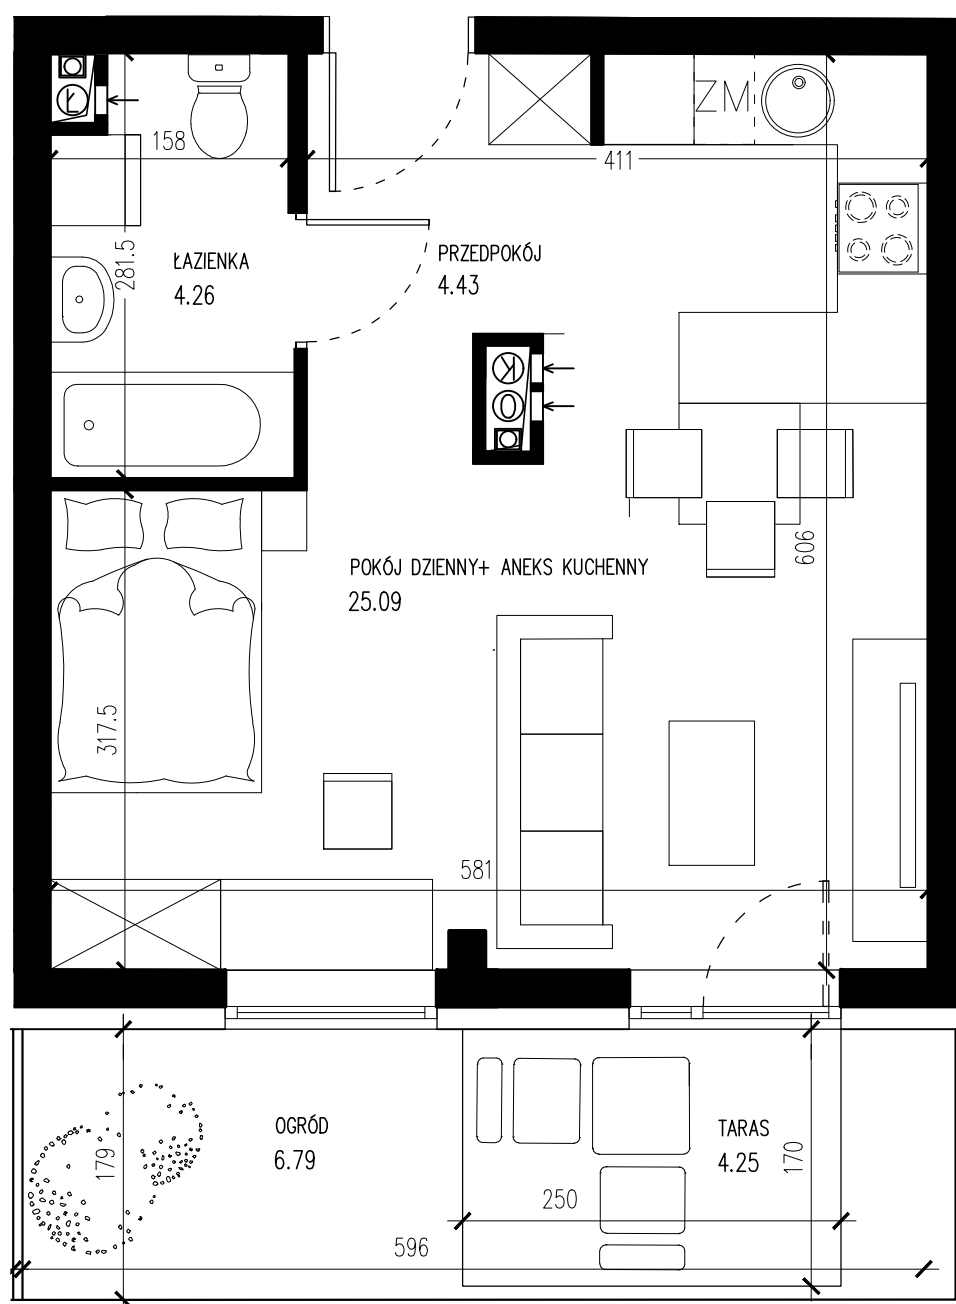 ZM
Ł
158
411
281.5
ŁAZIENKA
4.26
PRZEDPOKÓJ
4.43
K
O
606
POKÓJ DZIENNY+ ANEKS KUCHENNY
25.09
317.5
581
OGRÓD
6.79
TARAS
4.25
179
170
250
596